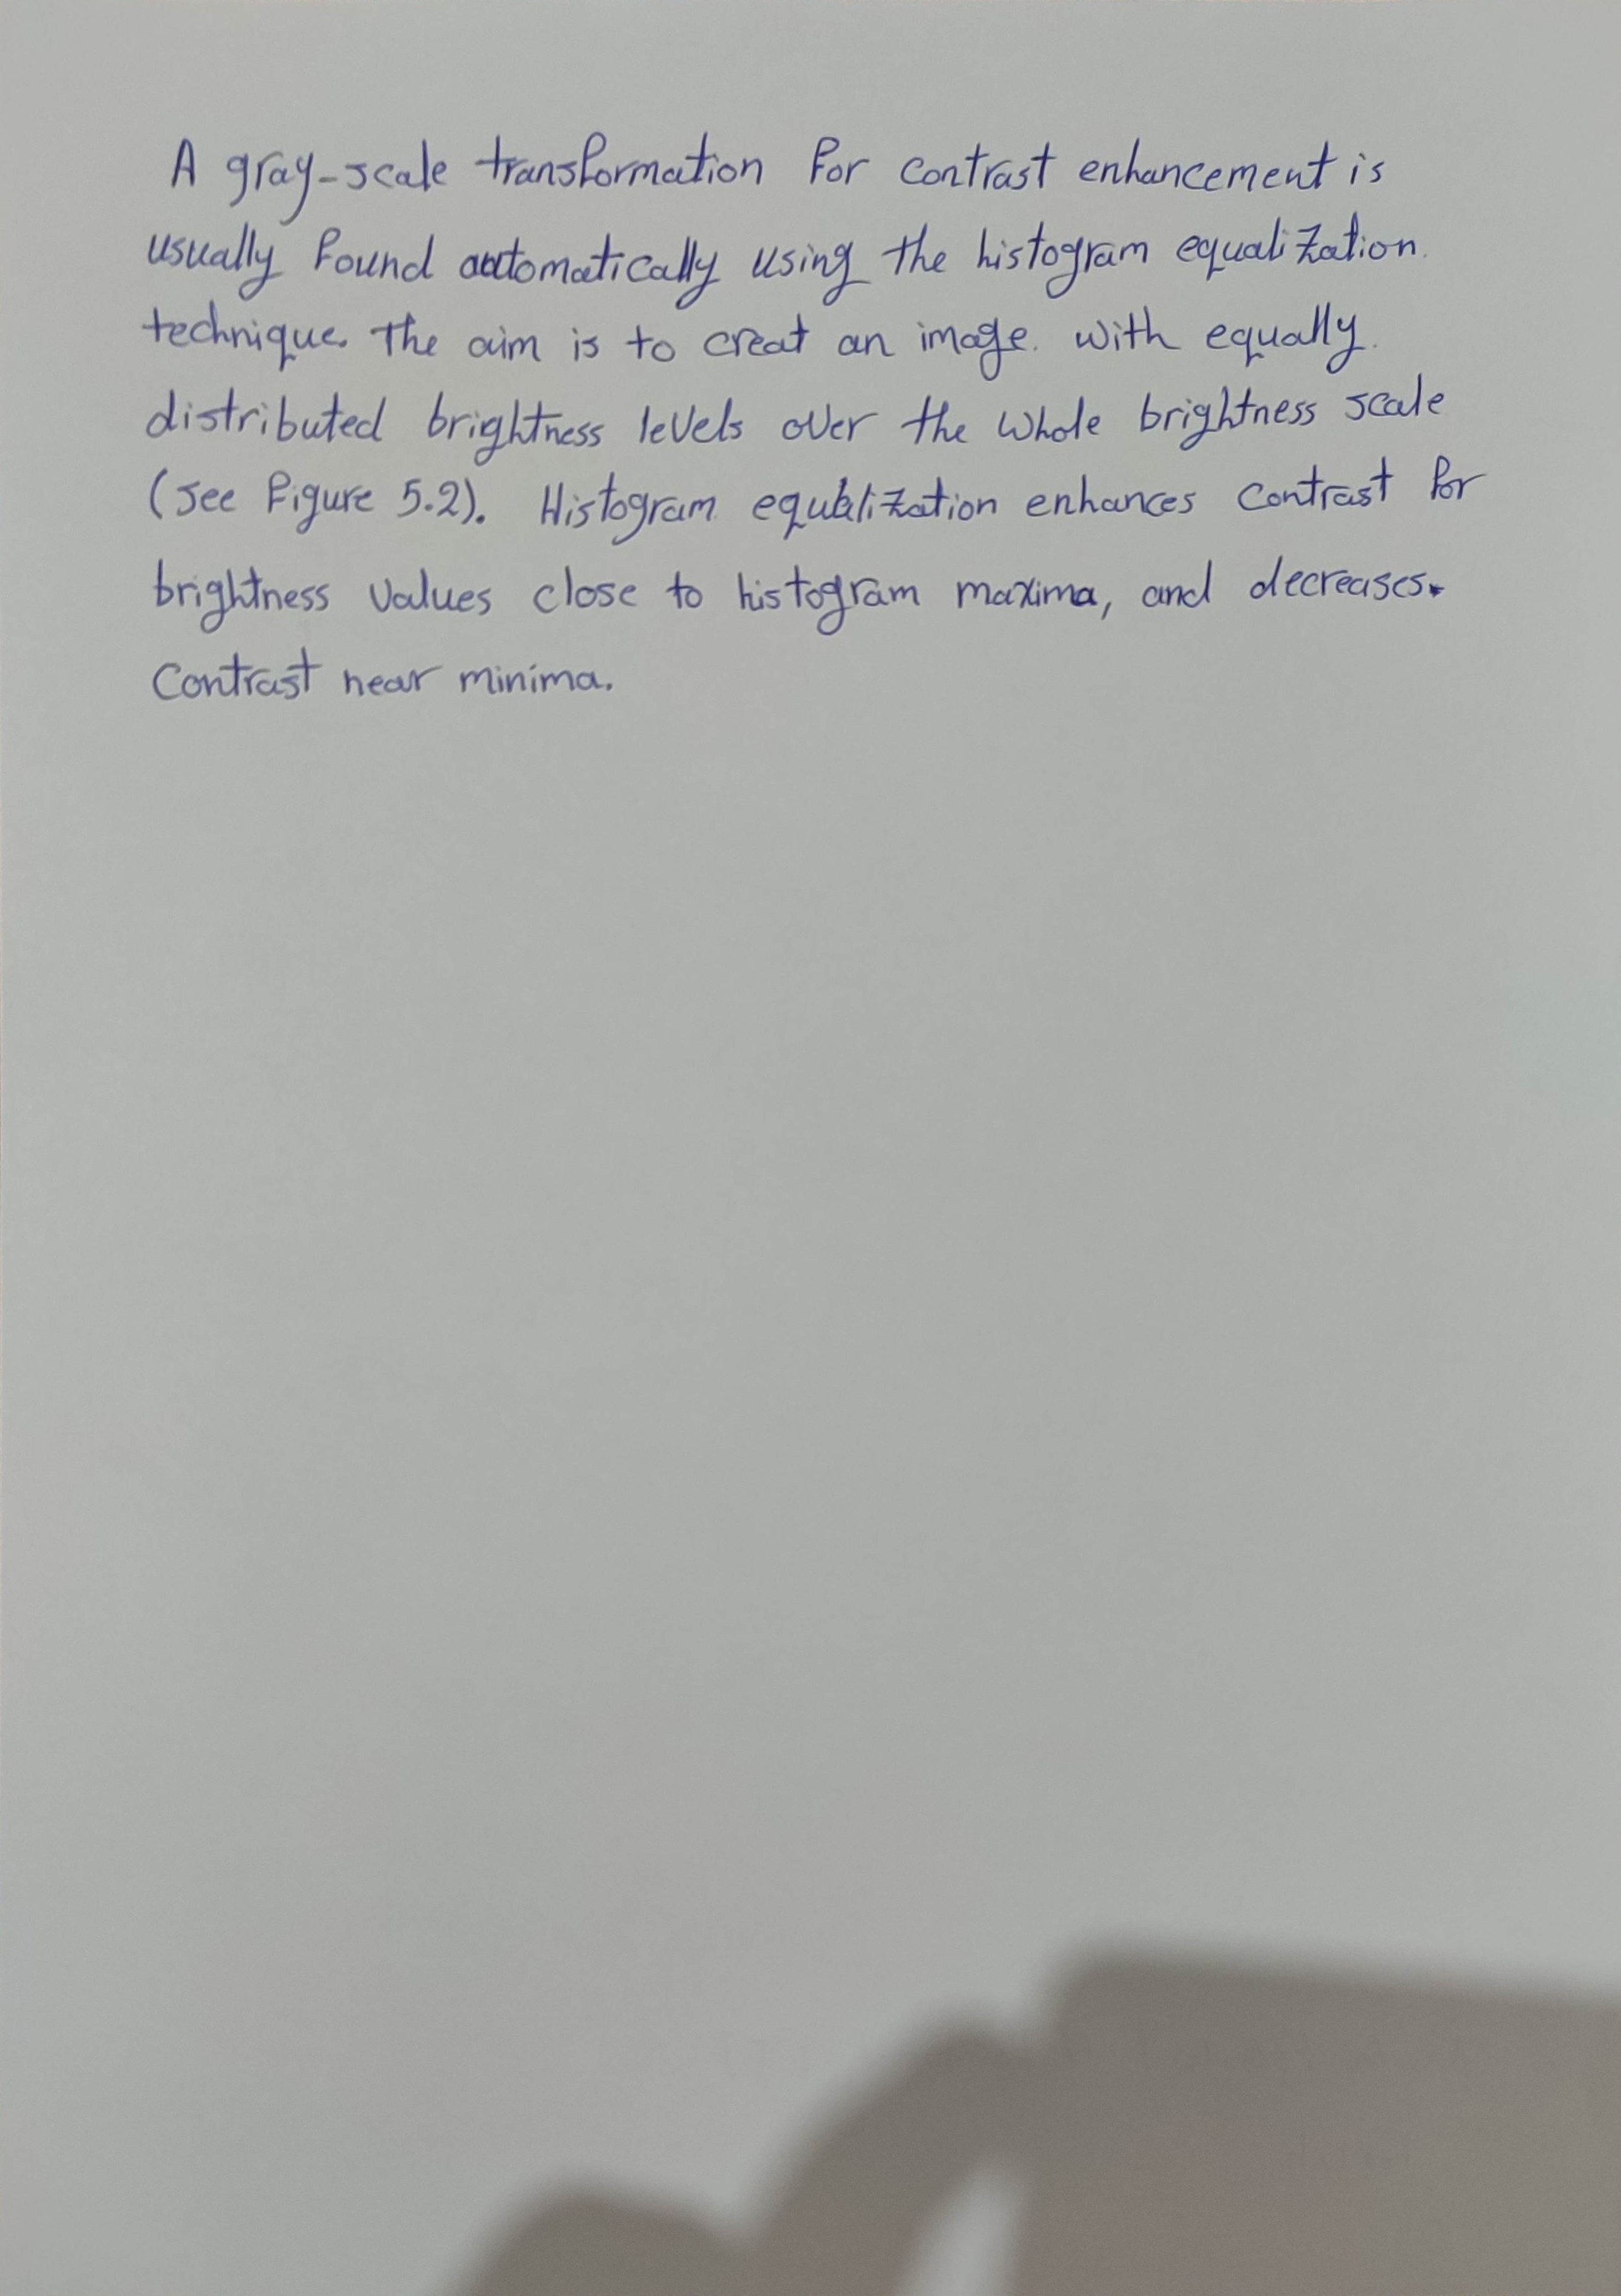 A gray-scale transformation for contrast enhancement is
usually found automatically using the histogram equalization.
technique. The aim is to creat an image. with equally.
distributed brightness levels over the whole brightness scale
(see figure 5.2). Histogram equalization enhances contrast for
brightness values close to histogram maxima, and decreases.
contrast near minima.